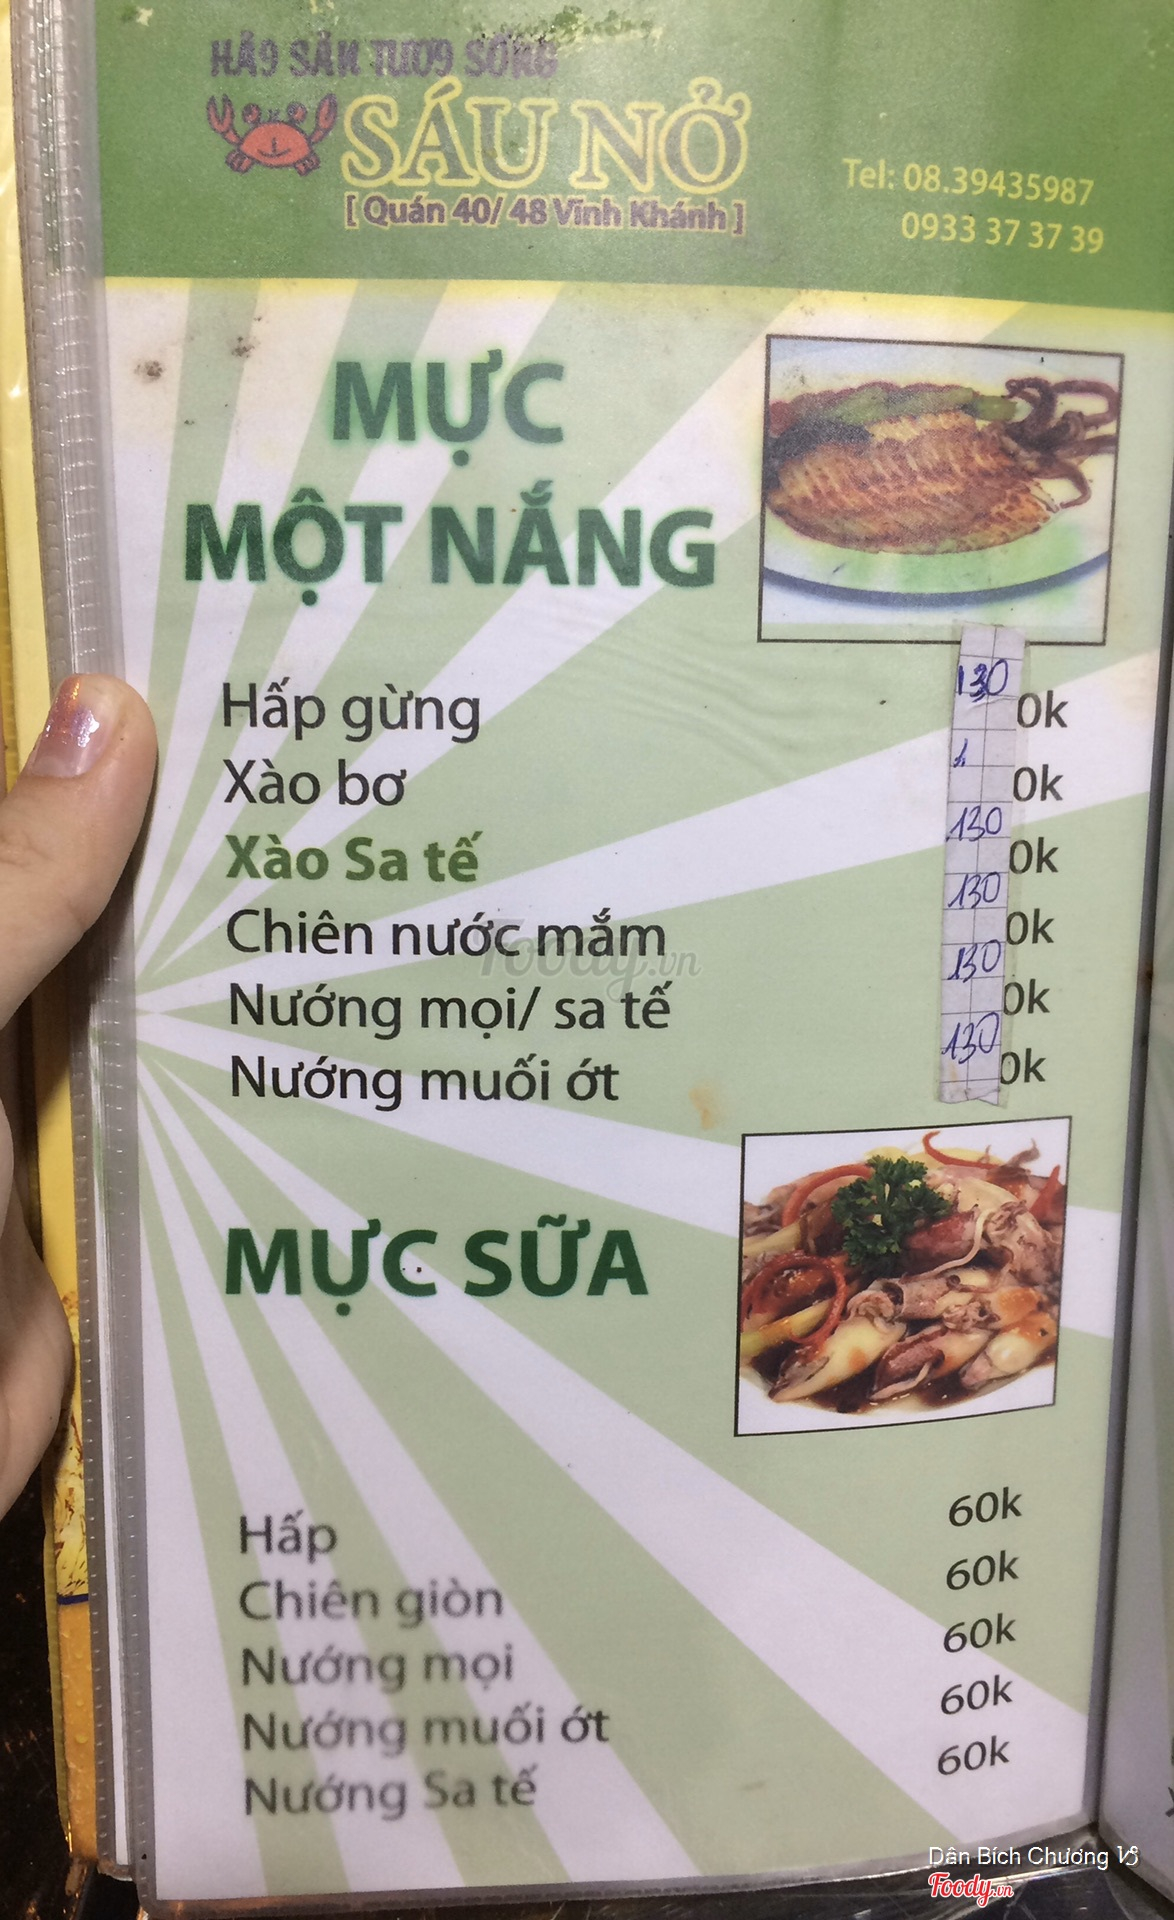 HẢI SẢN TƯƠI SỐNG
SÁU NỞ
[ Quán 40/ 48 Vĩnh Khánh ]
Tel: 08.39435987
0933 37 37 39
MỰC
MỘT NẮNG
Hấp gừng 130 0k
Xào bơ 0k
Xào Sa tế 130 0k
Chiên nước mắm 130 0k
Nướng mọi/ sa tế 130 0k
Nướng muối ớt 130 0k
MỰC SỮA
Hấp 60k
Chiên giòn 60k
Nướng mọi 60k
Nướng muối ớt 60k
Nướng Sa tế 60k
Foody.vn
Dân Bích Chương
Foody.vn